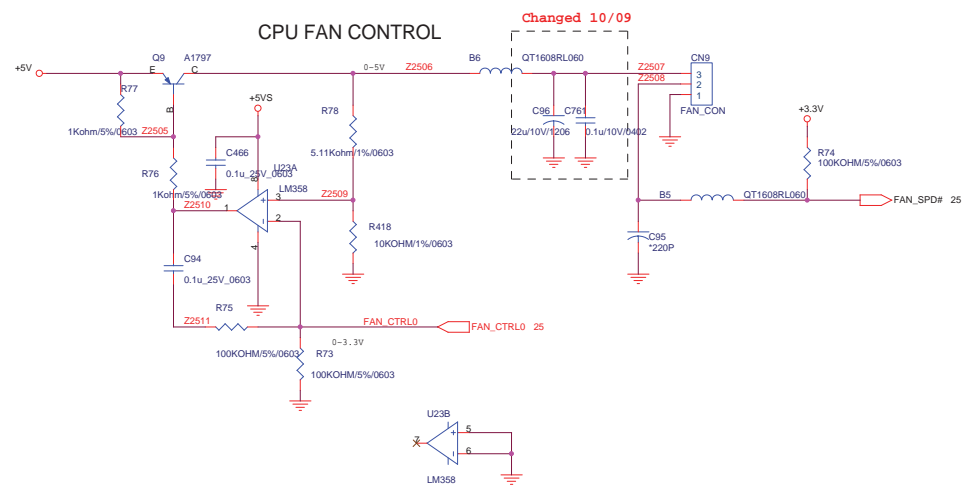 Changed 10/09
CPU FAN CONTROL
Q9 A1797
B6 QT1608RL060
CN9
+5V
E C
0-5V
Z2506
Z2507
Z2508
3
2
1
FAN_CON
R77
+5VS
B
R78
C96 C761
+3.3V
1Kohm/5%/0603
Z2505
22u/10V/1206
0.1u/10V/0402
R74
100KOHM/5%/0603
5.11Kohm/1%/0603
C466
0.1u_25V_0603
R76
1Kohm/5%/0603
U23A
8
LM358
Z2509
B5 QT1608RL060
FAN_SPD# 25
Z2510
1
+ 3
- 2
4
R418
10KOHM/1%/0603
C95
*220P
C94
0.1u_25V_0603
R75
Z2511
FAN_CTRL0
FAN_CTRL0 25
0-3.3V
100KOHM/5%/0603
R73
100KOHM/5%/0603
U23B
7
+ 5
- 6
LM358